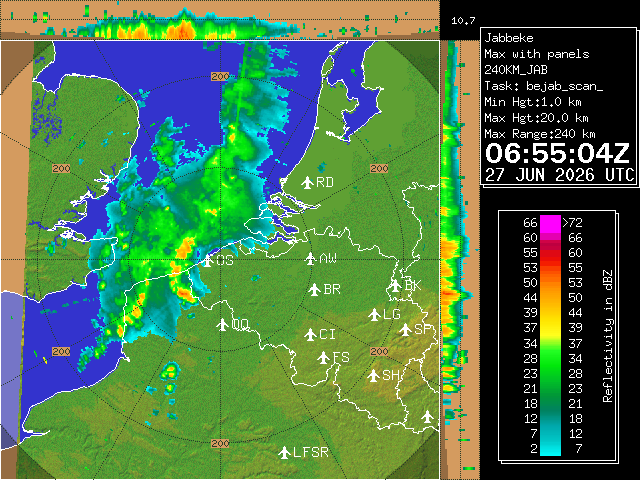 10.7
Jabbeke
Max with panels
240KM_JAB
Task: bejab_scan_
Min Hgt:1.0 km
Max Hgt:20.0 km
Max Range:240 km
06:55:04Z
27 JUN 2026 UTC
200
200
200
RD
OS
AW
BR
BK
LG
QO
CI
SP
200
FS
200
SH
200
LFSR
66 >72
60 66
55 60
53 55
50 53
44 50
39 44
37 39
34 37
28 34
24 28
21 24
23 21
18 23
12 18
7 12
2 7
Reflectivity in dBZ